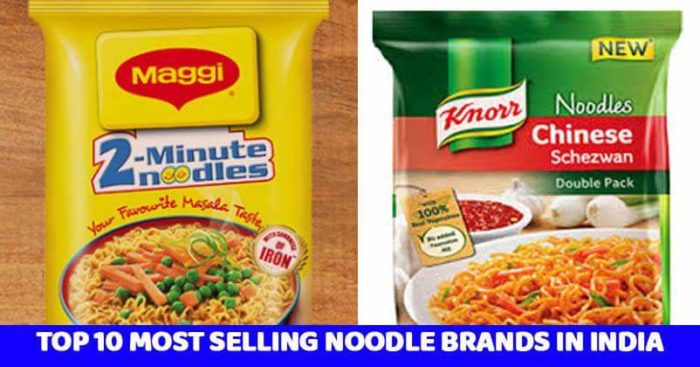 Maggi
2-Minute
noodles
Your Favourite Masala Taste
WITH GOODNESS OF
IRON
NEW
Knorr
Noodles
Chinese
Schezwan
Double Pack
with
100%
Real Vegetables
No added
TOP 10 MOST SELLING NOODLE BRANDS IN INDIA